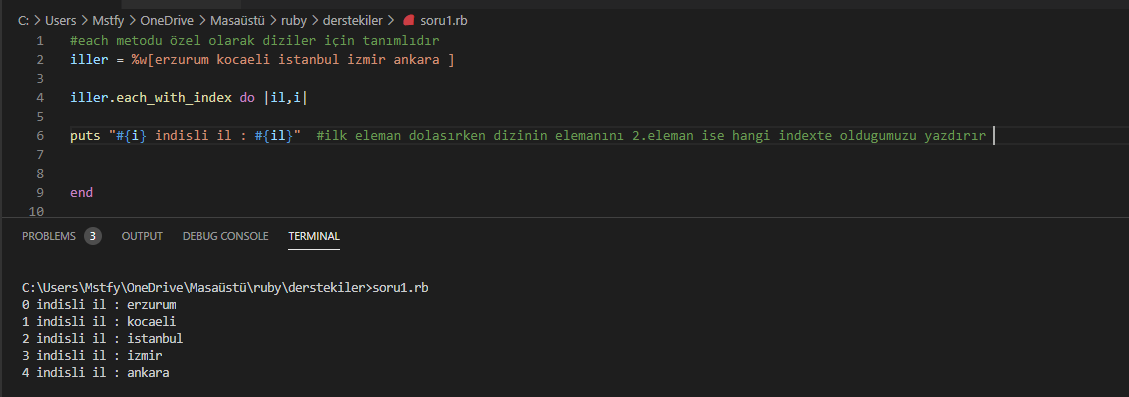 C: > Users > Mstfy > OneDrive > Masaüstü > ruby > derstekiler > soru1.rb
1 #each metodu özel olarak diziler için tanımlıdır
2 iller = %w[erzurum kocaeli istanbul izmir ankara ]
3
4 iller.each_with_index do |il,i|
5
6 puts "#{i} indisli il : #{il}"  #ilk eleman dolasırken dizinin elemanını 2.eleman ise hangi indexte oldugumuzu yazdırır
7
8
9 end
10
PROBLEMS 3 OUTPUT DEBUG CONSOLE TERMINAL
C:\Users\Mstfy\OneDrive\Masaüstü\ruby\derstekiler>soru1.rb
0 indisli il : erzurum
1 indisli il : kocaeli
2 indisli il : istanbul
3 indisli il : izmir
4 indisli il : ankara